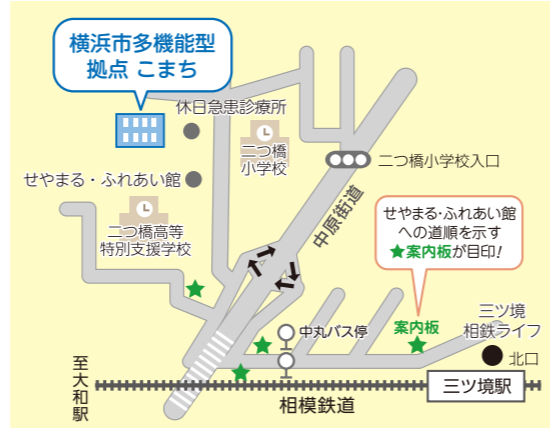 横浜市多機能型
拠点 こまち
休日急患診療所
二つ橋
小学校
二つ橋小学校入口
せやまる・ふれあい館
中原街道
二つ橋高等
特別支援学校
せやまる・ふれあい館
への道順を示す
★案内板が目印!
案内板
三ツ境
相鉄ライフ
中丸バス停
北口
至大和駅
三ツ境駅
相模鉄道